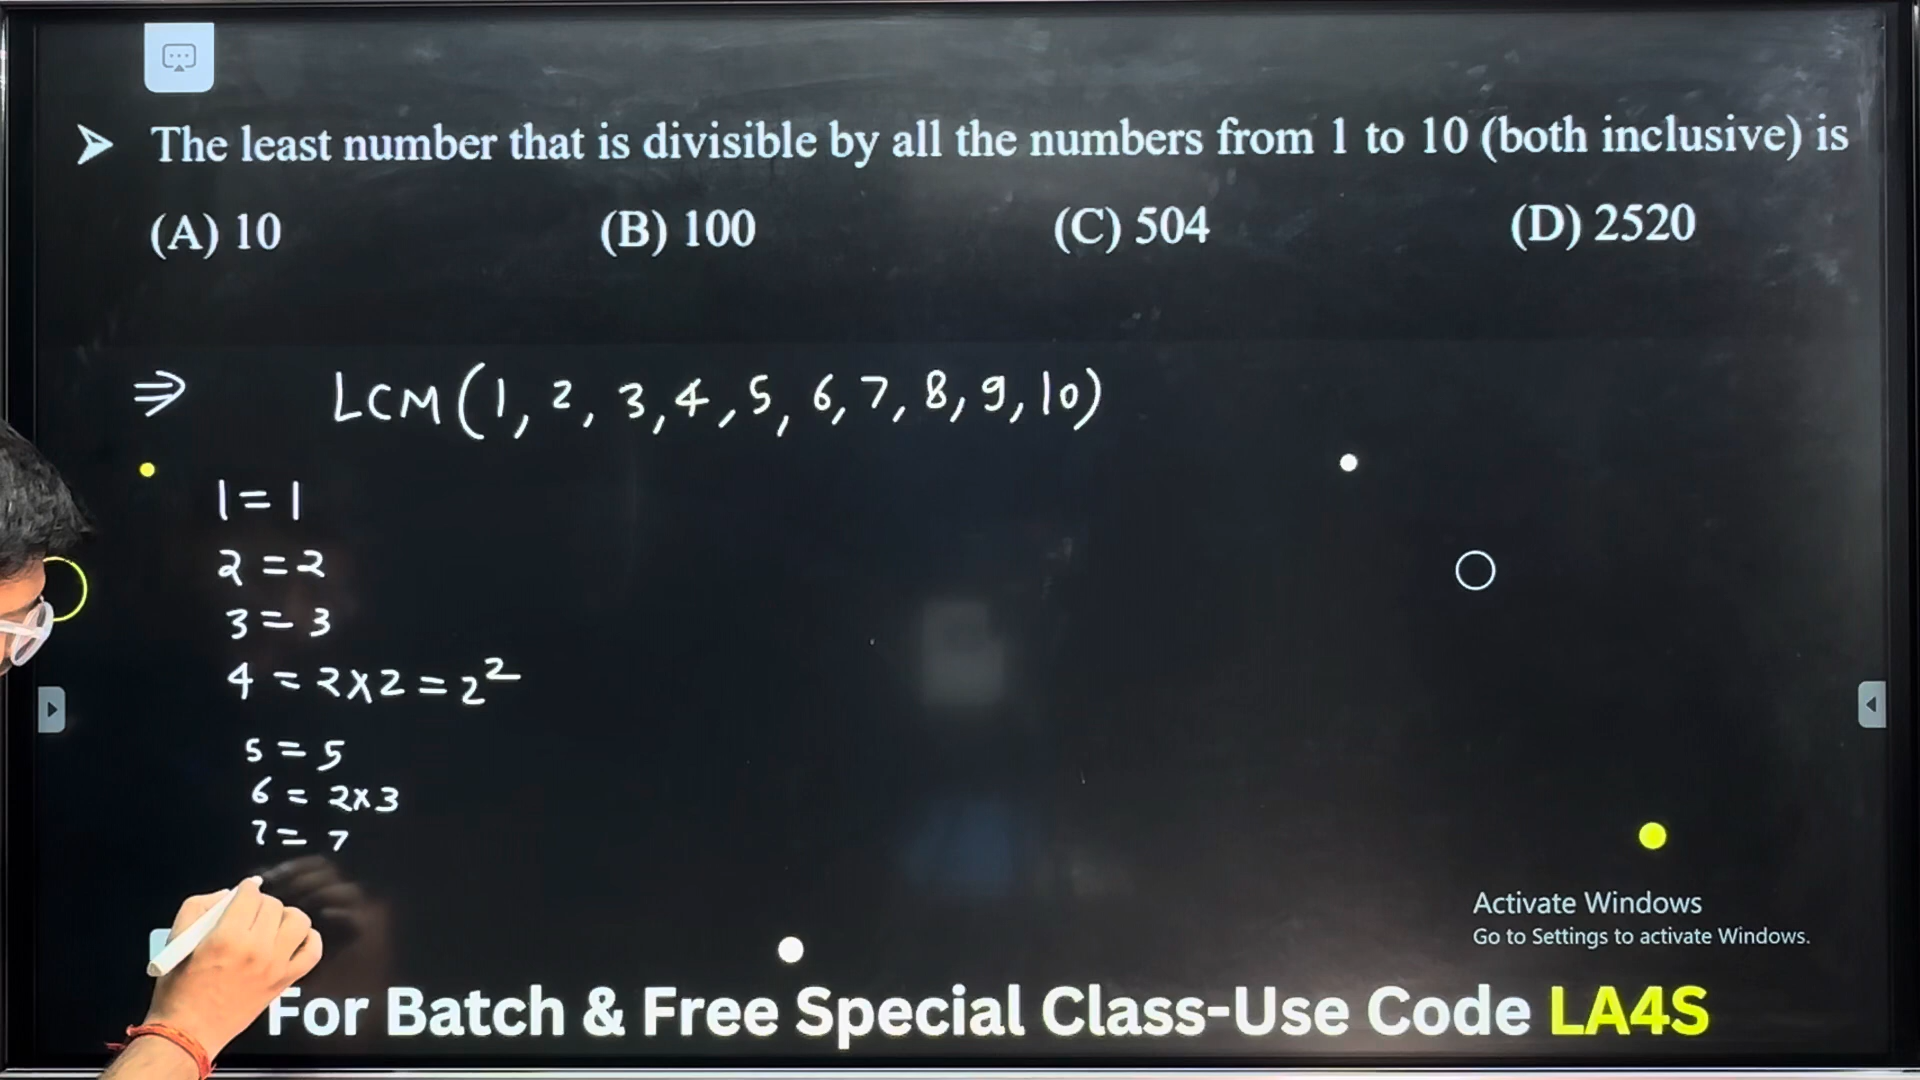 ➤ The least number that is divisible by all the numbers from 1 to 10 (both inclusive) is
(A) 10 (B) 100 (C) 504 (D) 2520
⇒ LCM(1, 2, 3, 4, 5, 6, 7, 8, 9, 10)
1 = 1
2 = 2
3 = 3
4 = 2×2 = 2²
5 = 5
6 = 2×3
7 = 7
Activate Windows
Go to Settings to activate Windows.
For Batch & Free Special Class-Use Code LA4S